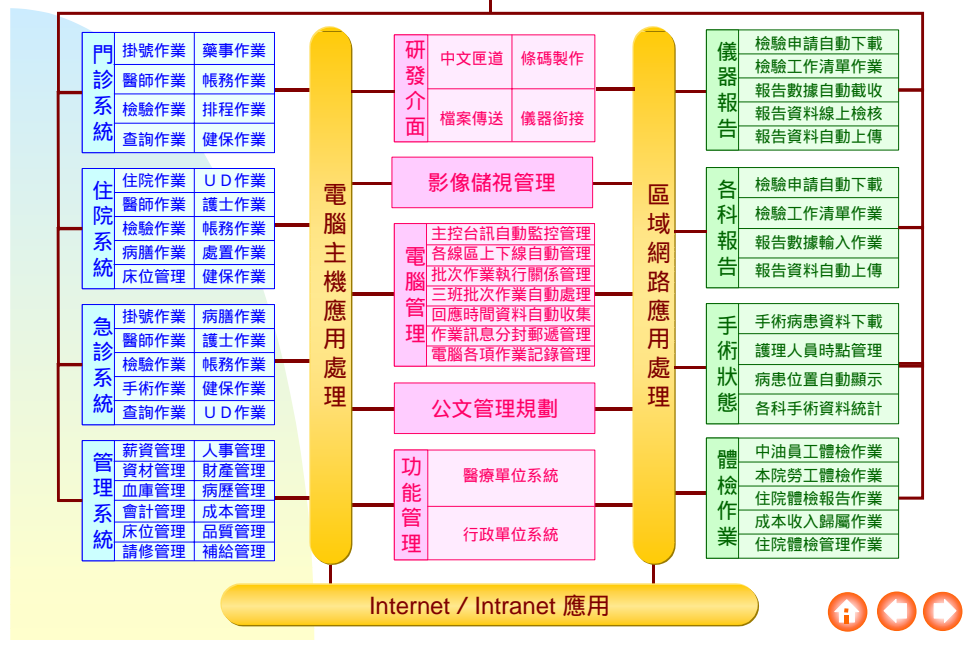 門診系統
掛號作業 藥事作業
醫師作業 帳務作業
檢驗作業 排程作業
查詢作業 健保作業
住院系統
住院作業 ＵＤ作業
醫師作業 護士作業
檢驗作業 帳務作業
病膳作業 處置作業
床位管理 健保作業
急診系統
掛號作業 病膳作業
醫師作業 護士作業
檢驗作業 帳務作業
手術作業 健保作業
查詢作業 ＵＤ作業
管理系統
薪資管理 人事管理
資材管理 財產管理
血庫管理 病歷管理
會計管理 成本管理
床位管理 品質管理
請修管理 補給管理
電腦主機應用處理
研發介面
中文匣道 條碼製作
檔案傳送 儀器銜接
影像儲視管理
電腦管理
主控台訊自動監控管理
各線區上下線自動管理
批次作業執行關係管理
三班批次作業自動處理
回應時間資料自動收集
作業訊息分封郵遞管理
電腦各項作業記錄管理
公文管理規劃
功能管理
醫療單位系統
行政單位系統
區域網路應用處理
儀器報告
檢驗申請自動下載
檢驗工作清單作業
報告數據自動截收
報告資料線上檢核
報告資料自動上傳
各科報告
檢驗申請自動下載
檢驗工作清單作業
報告數據輸入作業
報告資料自動上傳
手術狀態
手術病患資料下載
護理人員時點管理
病患位置自動顯示
各科手術資料統計
體檢作業
中油員工體檢作業
本院勞工體檢作業
住院體檢報告作業
成本收入歸屬作業
住院體檢管理作業
Internet / Intranet 應用